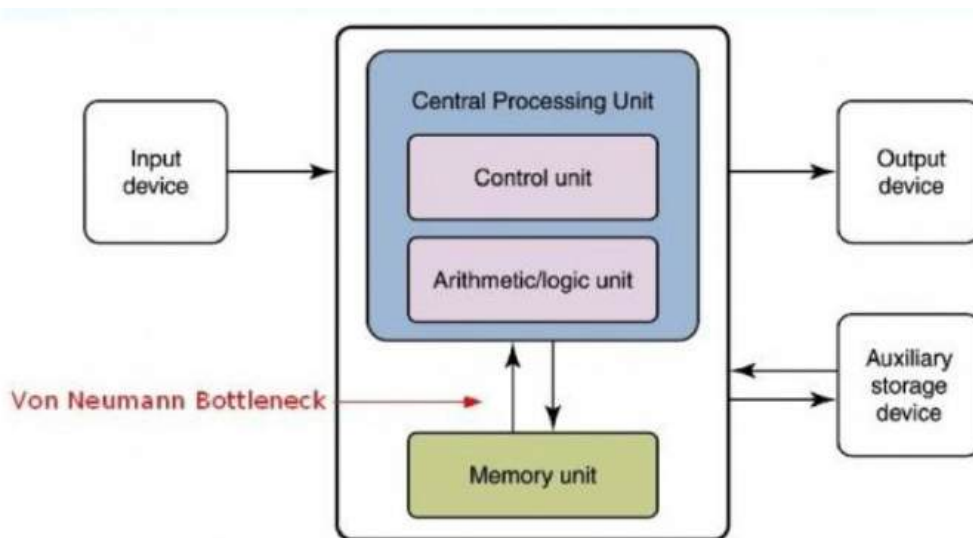 Central Processing Unit
Control unit
Arithmetic/logic unit
Input
device
Output
device
Von Neumann Bottleneck
Memory unit
Auxiliary
storage
device